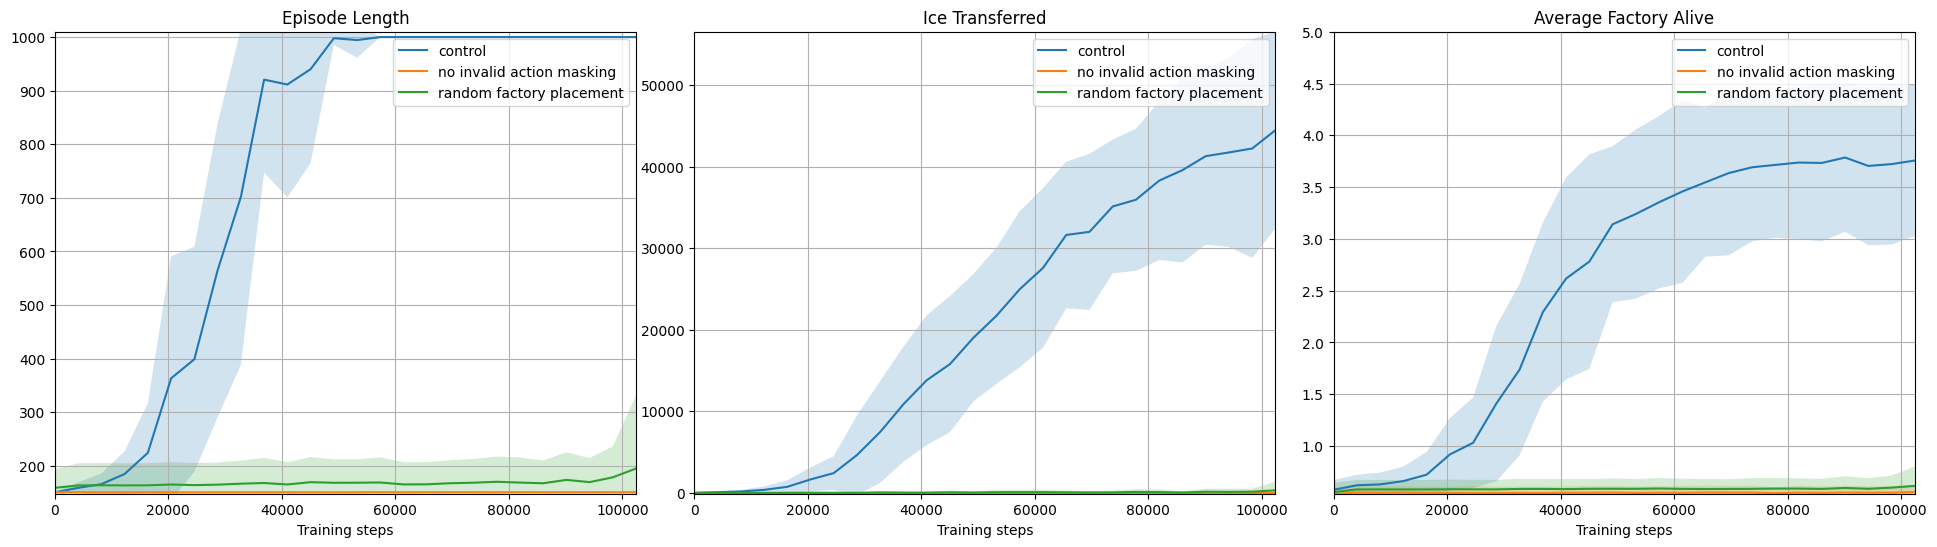 Episode Length
1000
900
800
700
600
500
400
300
200
0
20000
40000
60000
80000
100000
Training steps
control
no invalid action masking
random factory placement
Ice Transferred
50000
40000
30000
20000
10000
0
0
20000
40000
60000
80000
100000
Training steps
control
no invalid action masking
random factory placement
Average Factory Alive
5.0
4.5
4.0
3.5
3.0
2.5
2.0
1.5
1.0
0
20000
40000
60000
80000
100000
Training steps
control
no invalid action masking
random factory placement